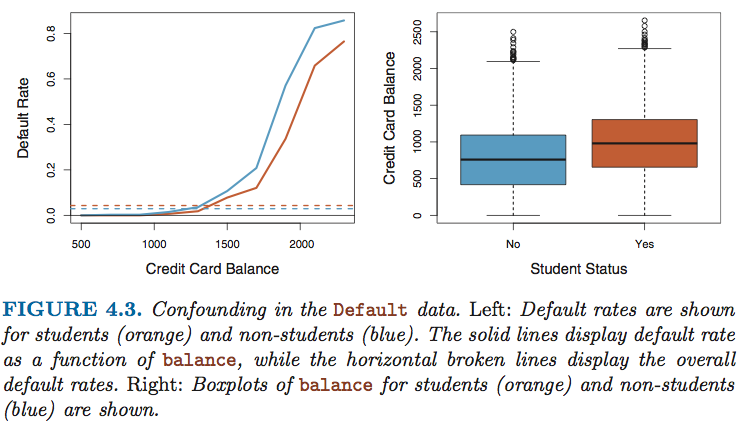 Default Rate
0.0
0.2
0.4
0.6
0.8
500
1000
1500
2000
Credit Card Balance
Credit Card Balance
0
500
1000
1500
2000
2500
No
Yes
Student Status
FIGURE 4.3. Confounding in the Default data. Left: Default rates are shown
for students (orange) and non-students (blue). The solid lines display default rate
as a function of balance, while the horizontal broken lines display the overall
default rates. Right: Boxplots of balance for students (orange) and non-students
(blue) are shown.